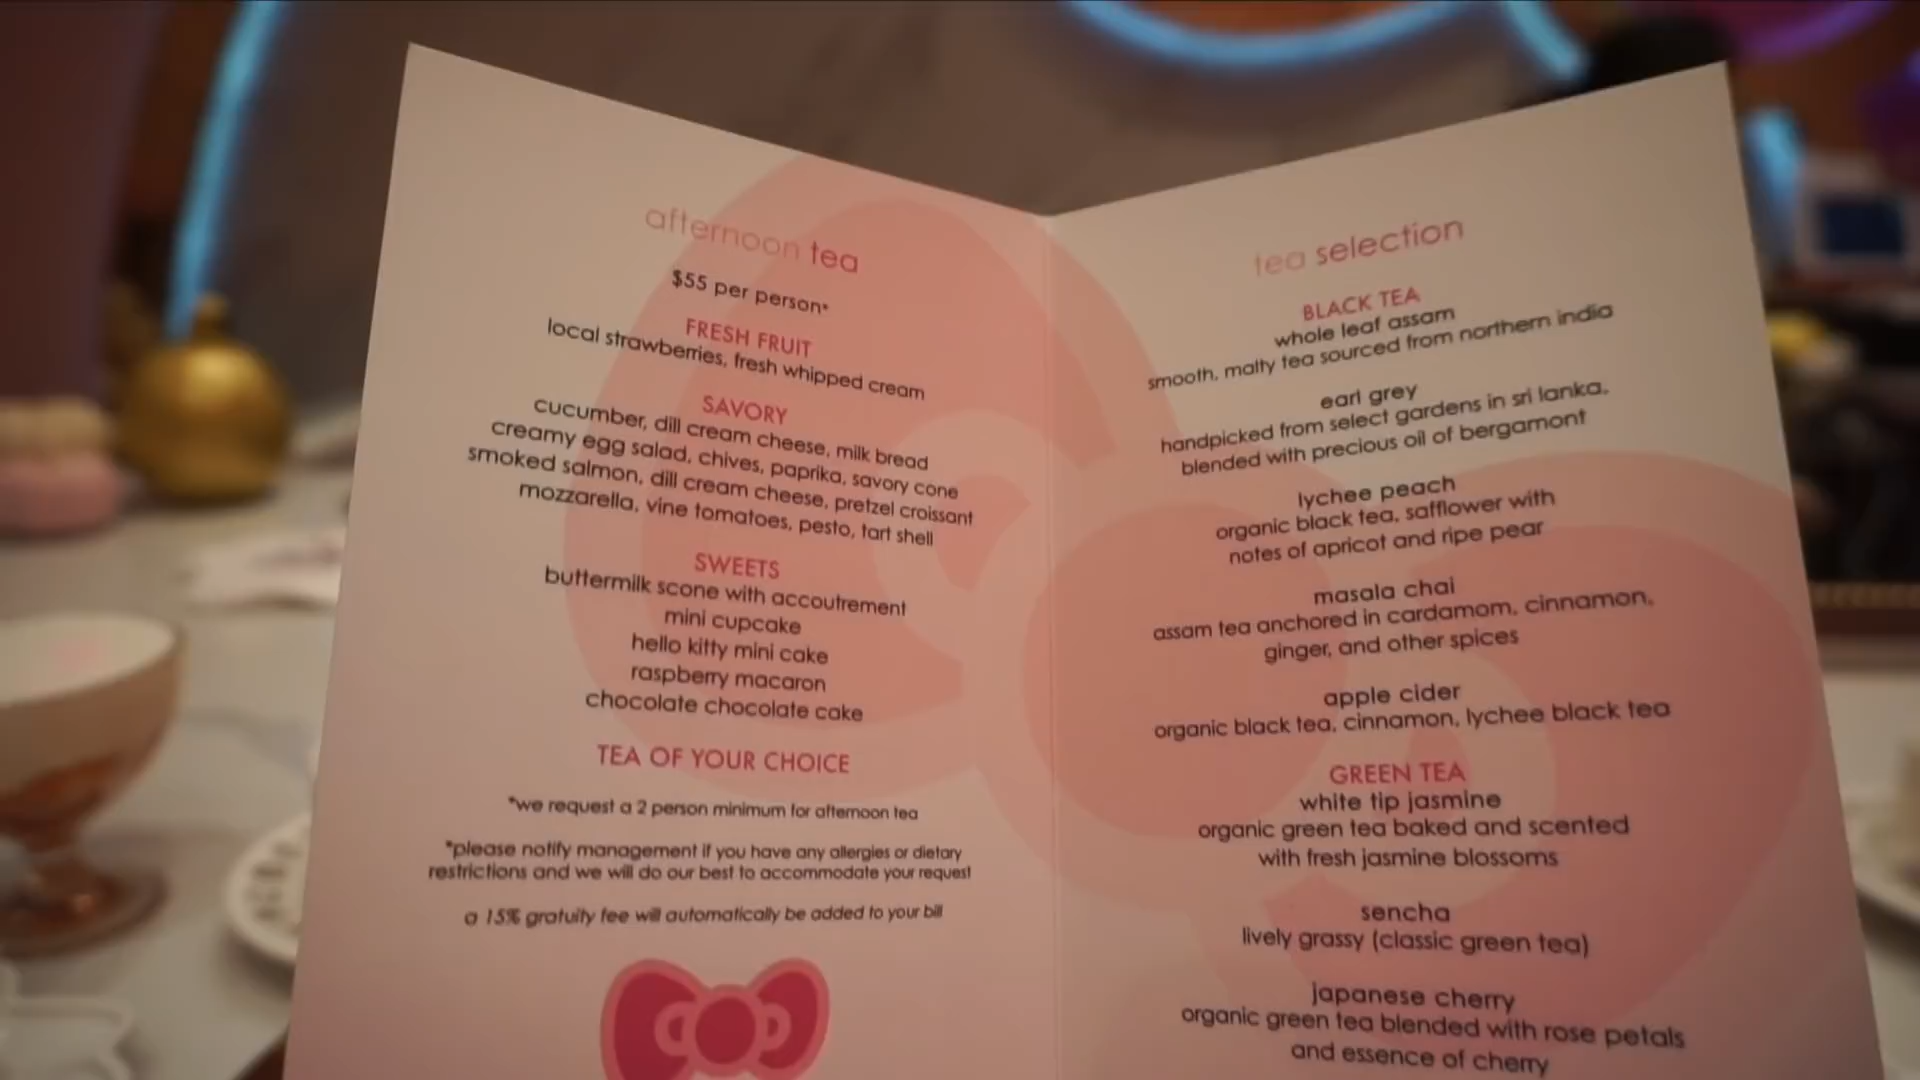 afternoon tea
$55 per person*
FRESH FRUIT
local strawberries, fresh whipped cream
SAVORY
cucumber, dill cream cheese, milk bread
creamy egg salad, chives, paprika, savory cone
smoked salmon, dill cream cheese, pretzel croissant
mozzarella, vine tomatoes, pesto, tart shell
SWEETS
buttermilk scone with accoutrement
mini cupcake
hello kitty mini cake
raspberry macaron
chocolate chocolate cake
TEA OF YOUR CHOICE
*we request a 2 person minimum for afternoon tea
*please notify management if you have any allergies or dietary
restrictions and we will do our best to accommodate your request
a 15% gratuity fee will automatically be added to your bill
tea selection
BLACK TEA
whole leaf assam
smooth, malty tea sourced from northern india
earl grey
handpicked from select gardens in sri lanka,
blended with precious oil of bergamont
lychee peach
organic black tea, safflower with
notes of apricot and ripe pear
masala chai
assam tea anchored in cardamom, cinnamon,
ginger, and other spices
apple cider
organic black tea, cinnamon, lychee black tea
GREEN TEA
white tip jasmine
organic green tea baked and scented
with fresh jasmine blossoms
sencha
lively grassy (classic green tea)
japanese cherry
organic green tea blended with rose petals
and essence of cherry